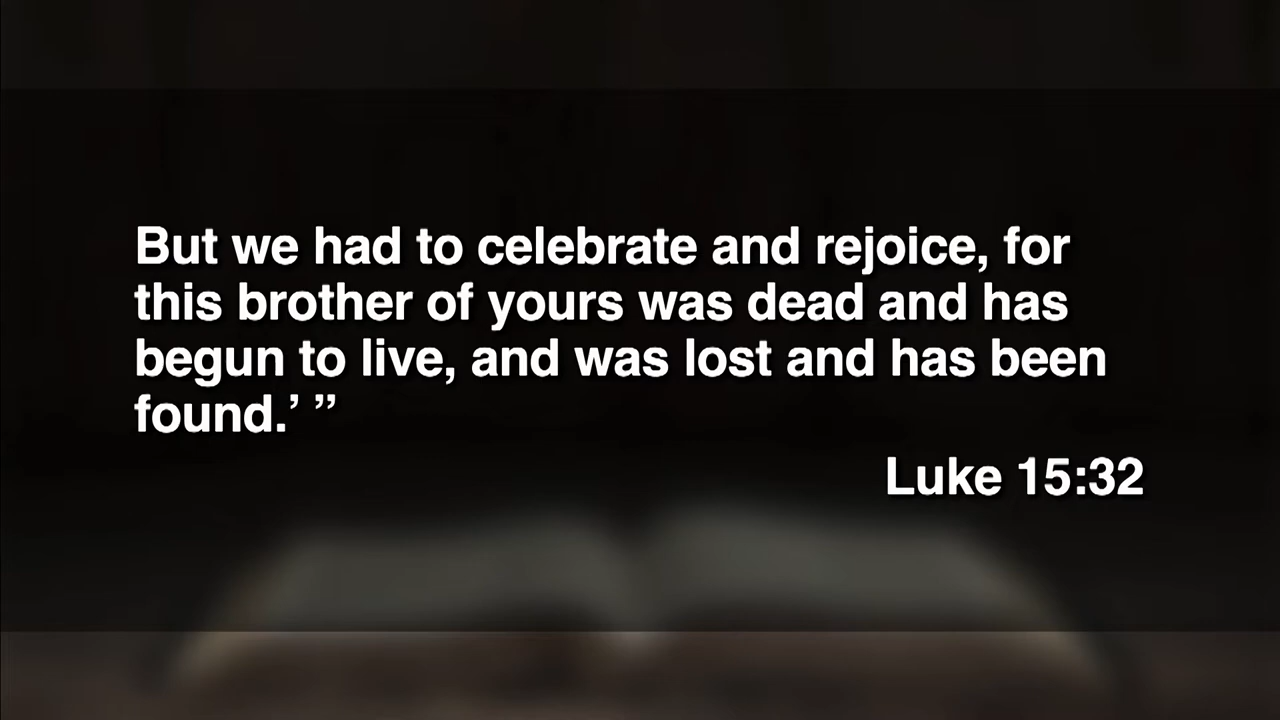 But we had to celebrate and rejoice, for
this brother of yours was dead and has
begun to live, and was lost and has been
found.’ ”
Luke 15:32